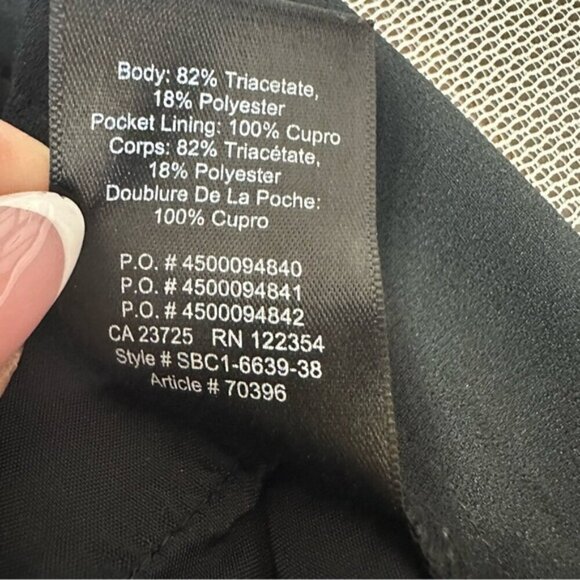 Body: 82% Triacetate,
18% Polyester
Pocket Lining: 100% Cupro
Corps: 82% Triacétate,
18% Polyester
Doublure De La Poche:
100% Cupro
P.O. # 4500094840
P.O. # 4500094841
P.O. # 4500094842
CA 23725 RN 122354
Style # SBC1-6639-38
Article # 70396